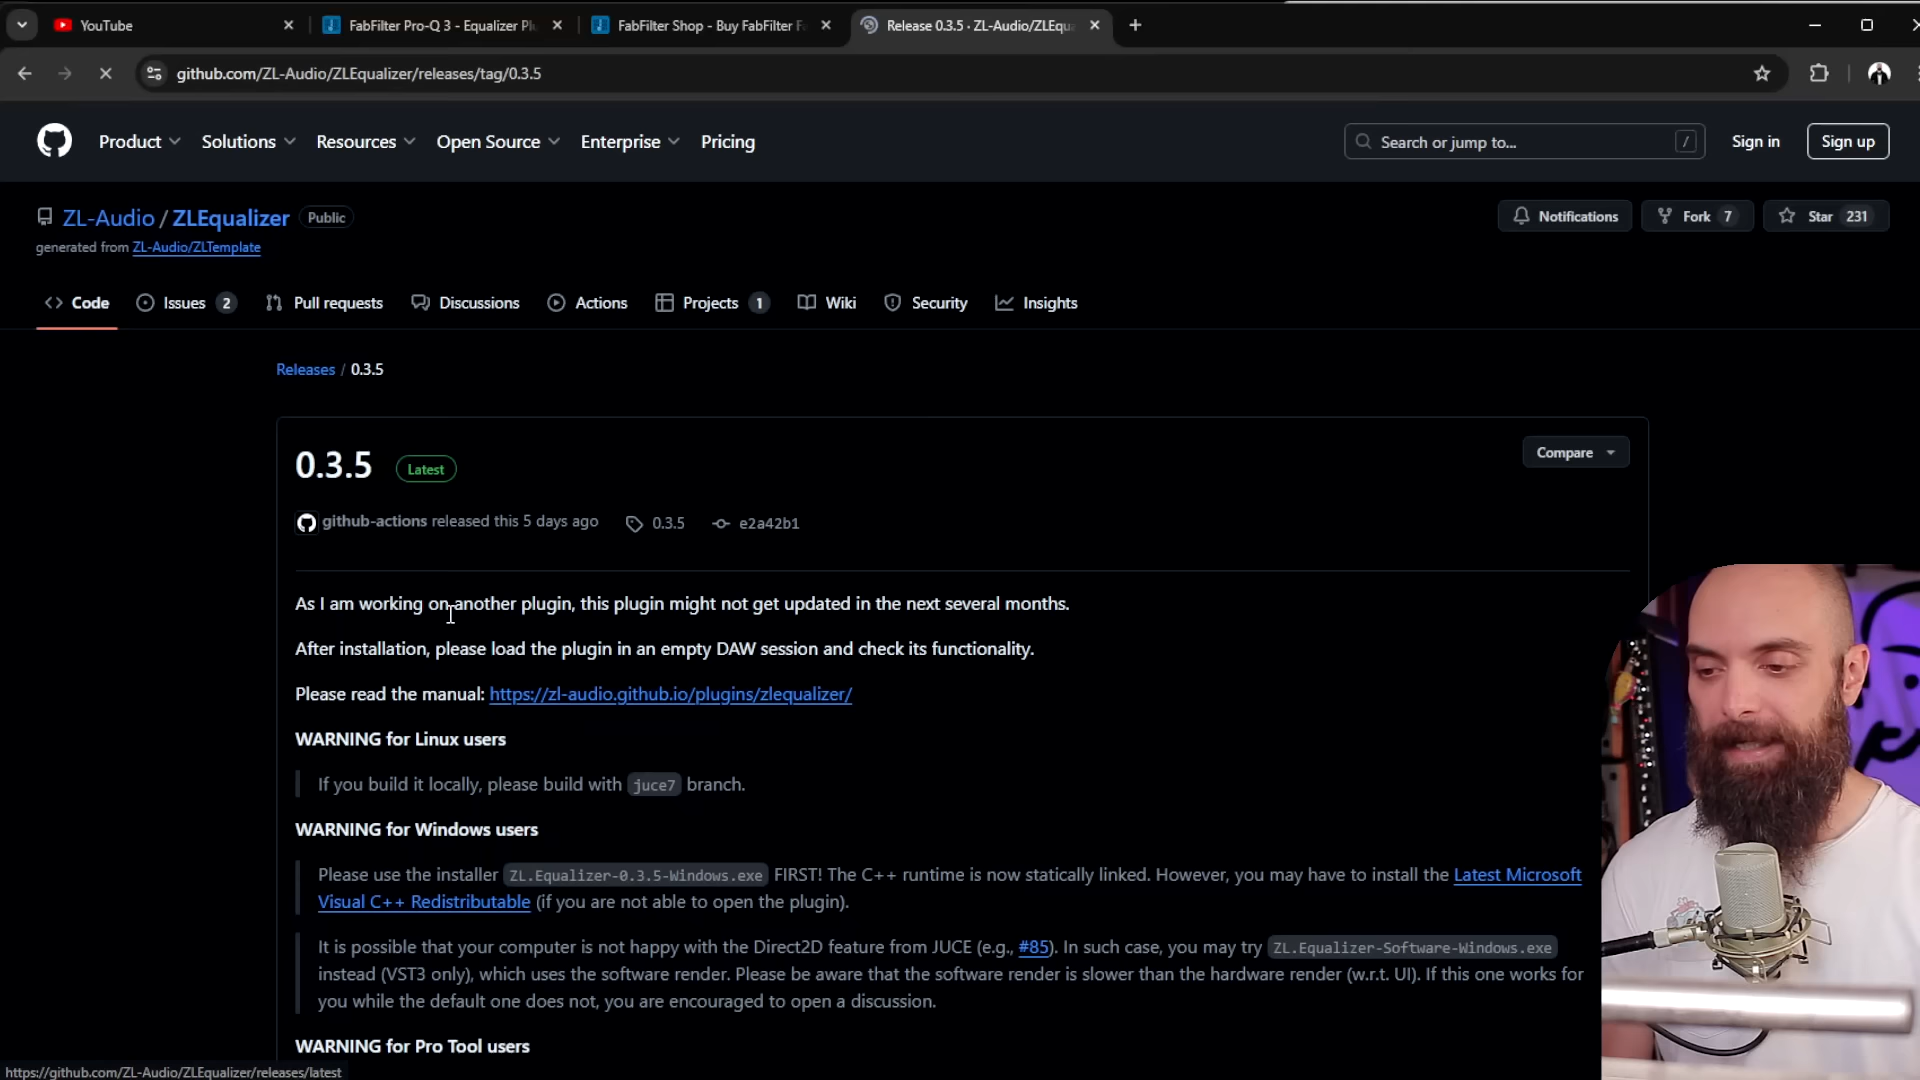 YouTube
FabFilter Pro-Q 3 - Equalizer Pl
FabFilter Shop - Buy FabFilter F
Release 0.3.5 · ZL-Audio/ZLEqu
github.com/ZL-Audio/ZLEqualizer/releases/tag/0.3.5
Product Solutions Resources Open Source Enterprise Pricing
Search or jump to... /
Sign in
Sign up
ZL-Audio / ZLEqualizer Public
Notifications
Fork 7
Star 231
generated from ZL-Audio/ZLTemplate
Code Issues 2 Pull requests Discussions Actions Projects 1 Wiki Security Insights
Releases / 0.3.5
0.3.5 Latest
Compare
github-actions released this 5 days ago 0.3.5 e2a42b1
As I am working on another plugin, this plugin might not get updated in the next several months.
After installation, please load the plugin in an empty DAW session and check its functionality.
Please read the manual: https://zl-audio.github.io/plugins/zlequalizer/
WARNING for Linux users
If you build it locally, please build with juce7 branch.
WARNING for Windows users
Please use the installer ZL.Equalizer-0.3.5-Windows.exe FIRST! The C++ runtime is now statically linked. However, you may have to install the Latest Microsoft
Visual C++ Redistributable (if you are not able to open the plugin).
It is possible that your computer is not happy with the Direct2D feature from JUCE (e.g., #85). In such case, you may try ZL.Equalizer-Software-Windows.exe
instead (VST3 only), which uses the software render. Please be aware that the software render is slower than the hardware render (w.r.t. UI). If this one works for
you while the default one does not, you are encouraged to open a discussion.
WARNING for Pro Tool users
https://github.com/ZL-Audio/ZLEqualizer/releases/latest